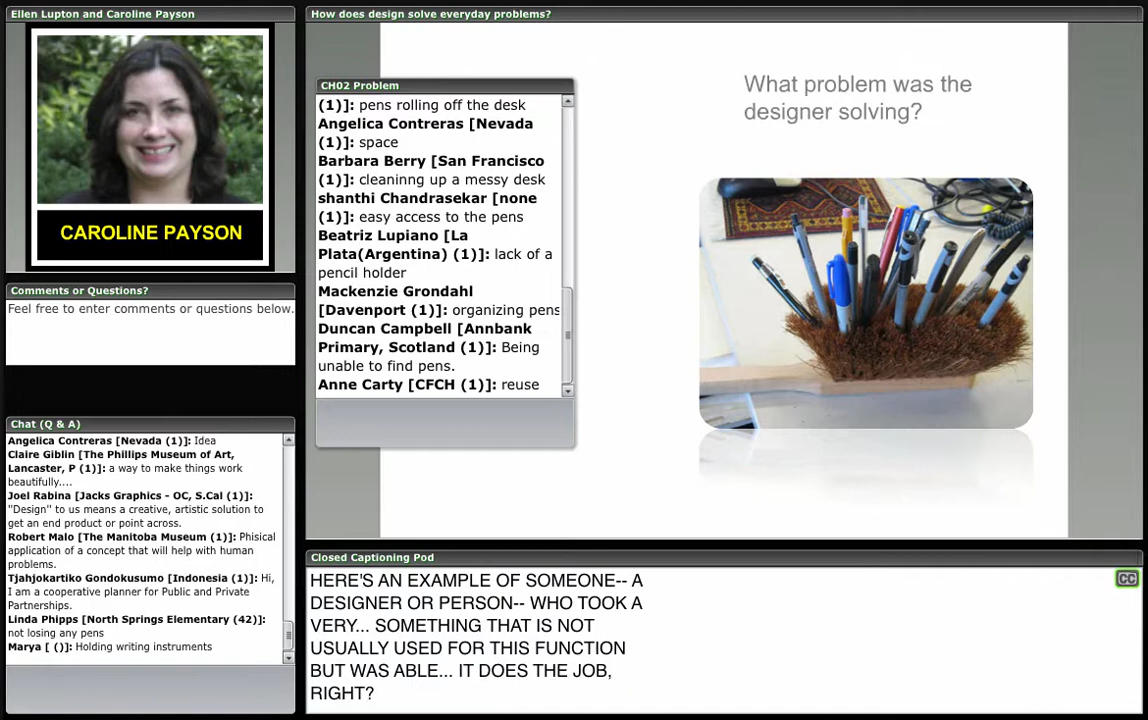 Ellen Lupton and Caroline Payson
CAROLINE PAYSON
Comments or Questions?
Feel free to enter comments or questions below.
Chat (Q & A)
Angelica Contreras [Nevada (1)]: Idea
Claire Giblin [The Phillips Museum of Art,
Lancaster, P (1)]: a way to make things work
beautifully....
Joel Rabina [Jacks Graphics - OC, S.Cal (1)]:
"Design" to us means a creative, artistic solution to
get an end product or point across.
Robert Malo [The Manitoba Museum (1)]: Phisical
application of a concept that will help with human
problems.
Tjahjokartiko Gondokusumo [Indonesia (1)]: Hi,
I am a cooperative planner for Public and Private
Partnerships.
Linda Phipps [North Springs Elementary (42)]:
not losing any pens
Marya [ ()]: Holding writing instruments
How does design solve everyday problems?
CH02 Problem
(1)]: pens rolling off the desk
Angelica Contreras [Nevada
(1)]: space
Barbara Berry [San Francisco
(1)]: cleaninng up a messy desk
shanthi Chandrasekar [none
(1)]: easy access to the pens
Beatriz Lupiano [La
Plata(Argentina) (1)]: lack of a
pencil holder
Mackenzie Grondahl
[Davenport (1)]: organizing pens
Duncan Campbell [Annbank
Primary, Scotland (1)]: Being
unable to find pens.
Anne Carty [CFCH (1)]: reuse
What problem was the
designer solving?
Closed Captioning Pod
HERE'S AN EXAMPLE OF SOMEONE-- A
DESIGNER OR PERSON-- WHO TOOK A
VERY... SOMETHING THAT IS NOT
USUALLY USED FOR THIS FUNCTION
BUT WAS ABLE... IT DOES THE JOB,
RIGHT?
CC